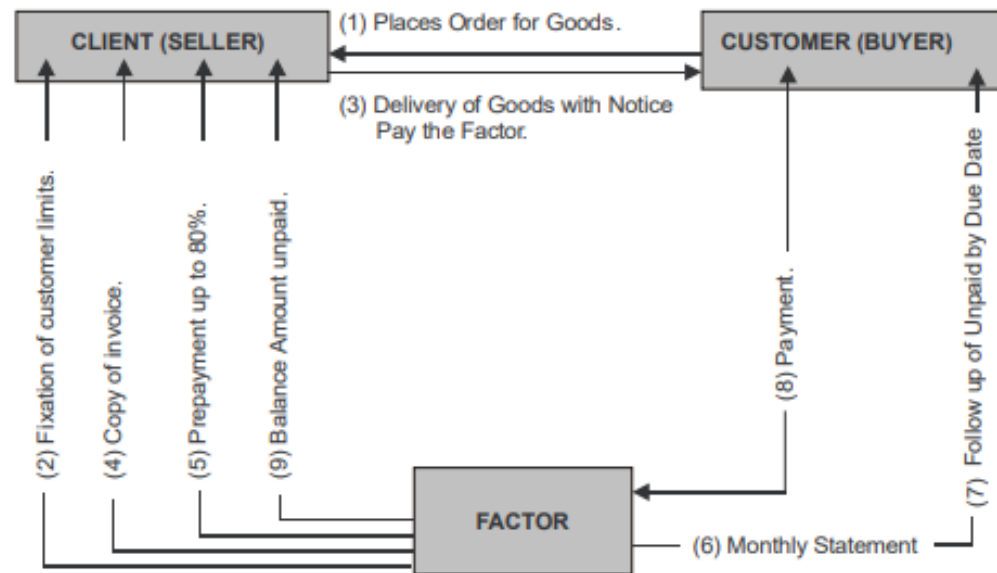 (1) Places Order for Goods.
CLIENT (SELLER)
CUSTOMER (BUYER)
(3) Delivery of Goods with Notice
Pay the Factor.
(2) Fixation of customer limits.
(4) Copy of invoice.
(5) Prepayment up to 80%.
(9) Balance Amount unpaid.
(8) Payment.
(7) Follow up of Unpaid by Due Date
FACTOR
(6) Monthly Statement